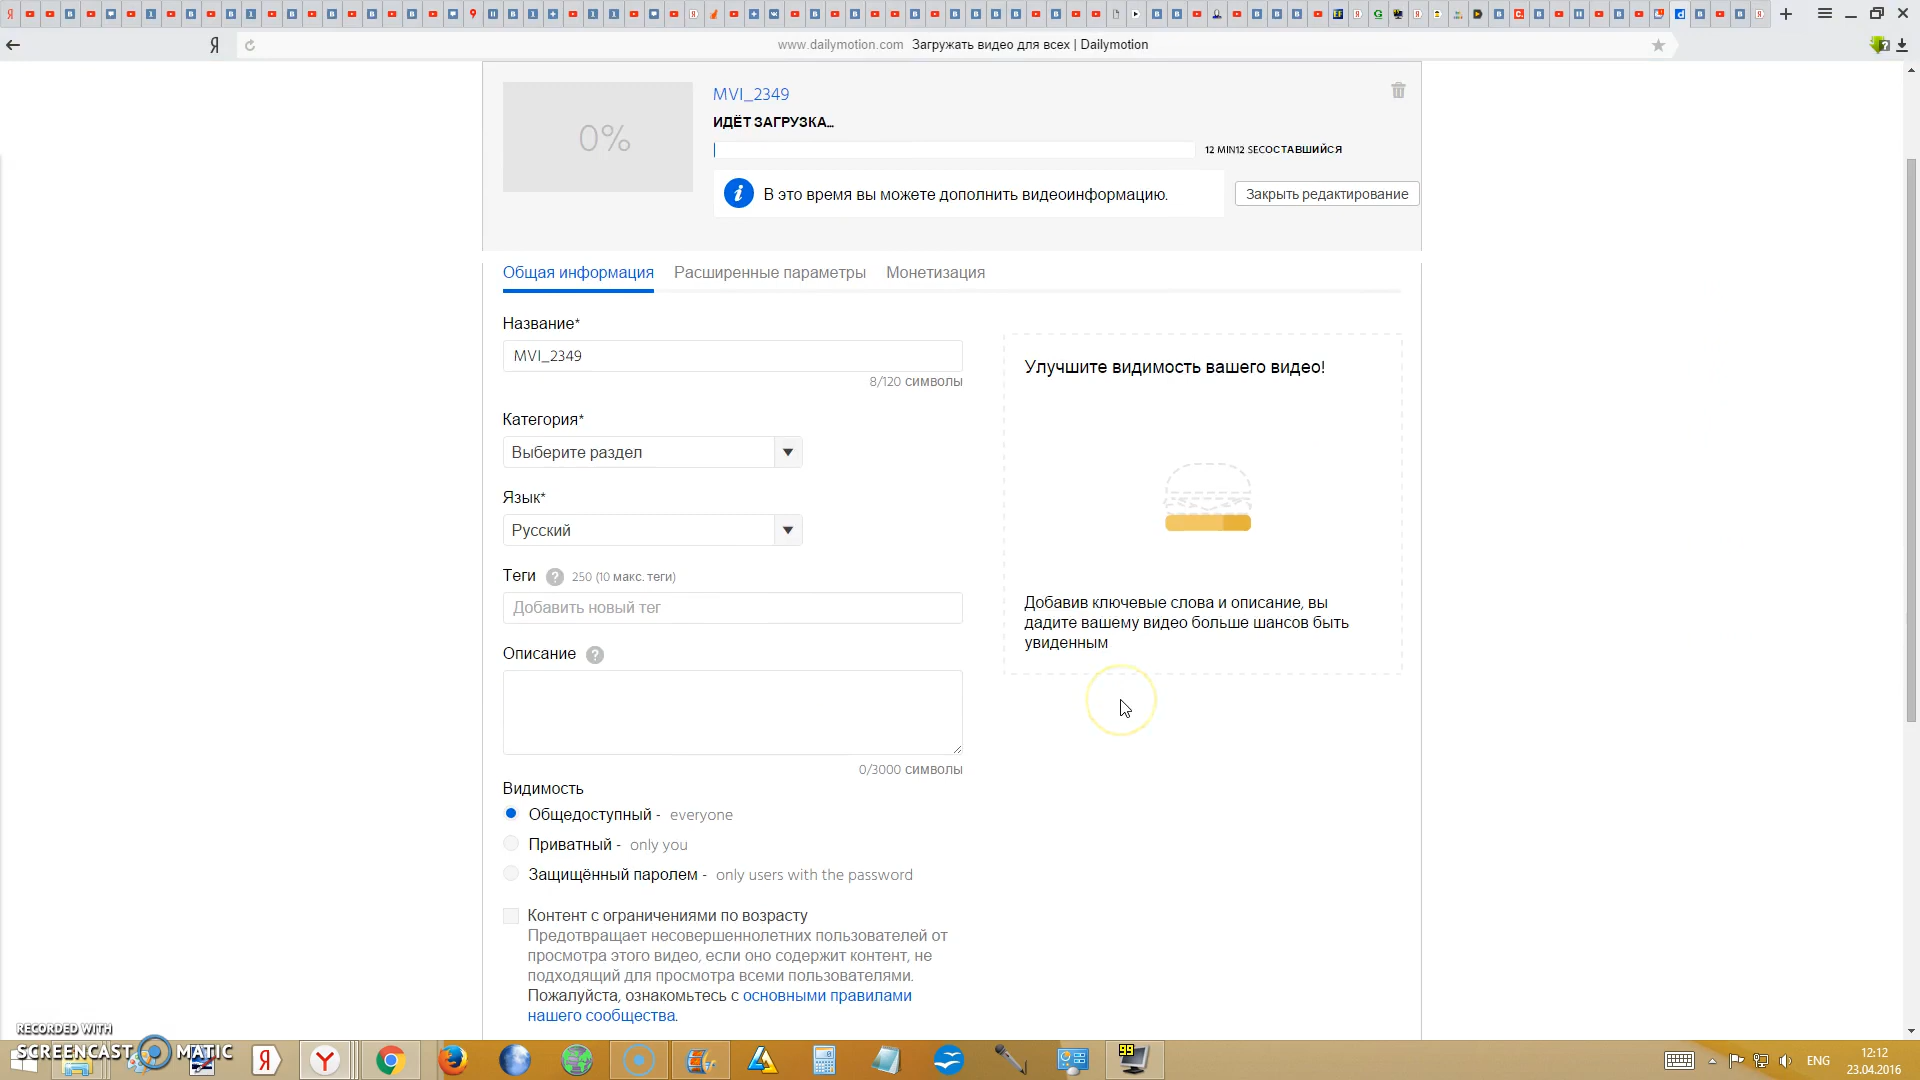 Я
www.dailymotion.com Загружать видео для всех | Dailymotion
0%
MVI_2349
ИДЁТ ЗАГРУЗКА...
12 MIN12 SECОСТАВШИЙСЯ
В это время вы можете дополнить видеоинформацию.
Закрыть редактирование
Общая информация Расширенные параметры Монетизация
Название*
MVI_2349
8/120 символы
Категория*
Выберите раздел
Язык*
Русский
Теги ? 250 (10 макс. теги)
Добавить новый тег
Описание ?
0/3000 символы
Улучшите видимость вашего видео!
Добавив ключевые слова и описание, вы
дадите вашему видео больше шансов быть
увиденным
Видимость
Общедоступный - everyone
Приватный - only you
Защищённый паролем - only users with the password
Контент с ограничениями по возрасту
Предотвращает несовершеннолетних пользователей от
просмотра этого видео, если оно содержит контент, не
подходящий для просмотра всеми пользователями.
Пожалуйста, ознакомьтесь с основными правилами
нашего сообщества.
RECORDED WITH
SCREENCAST MATIC
Я
99
ENG
12:12
23.04.2016